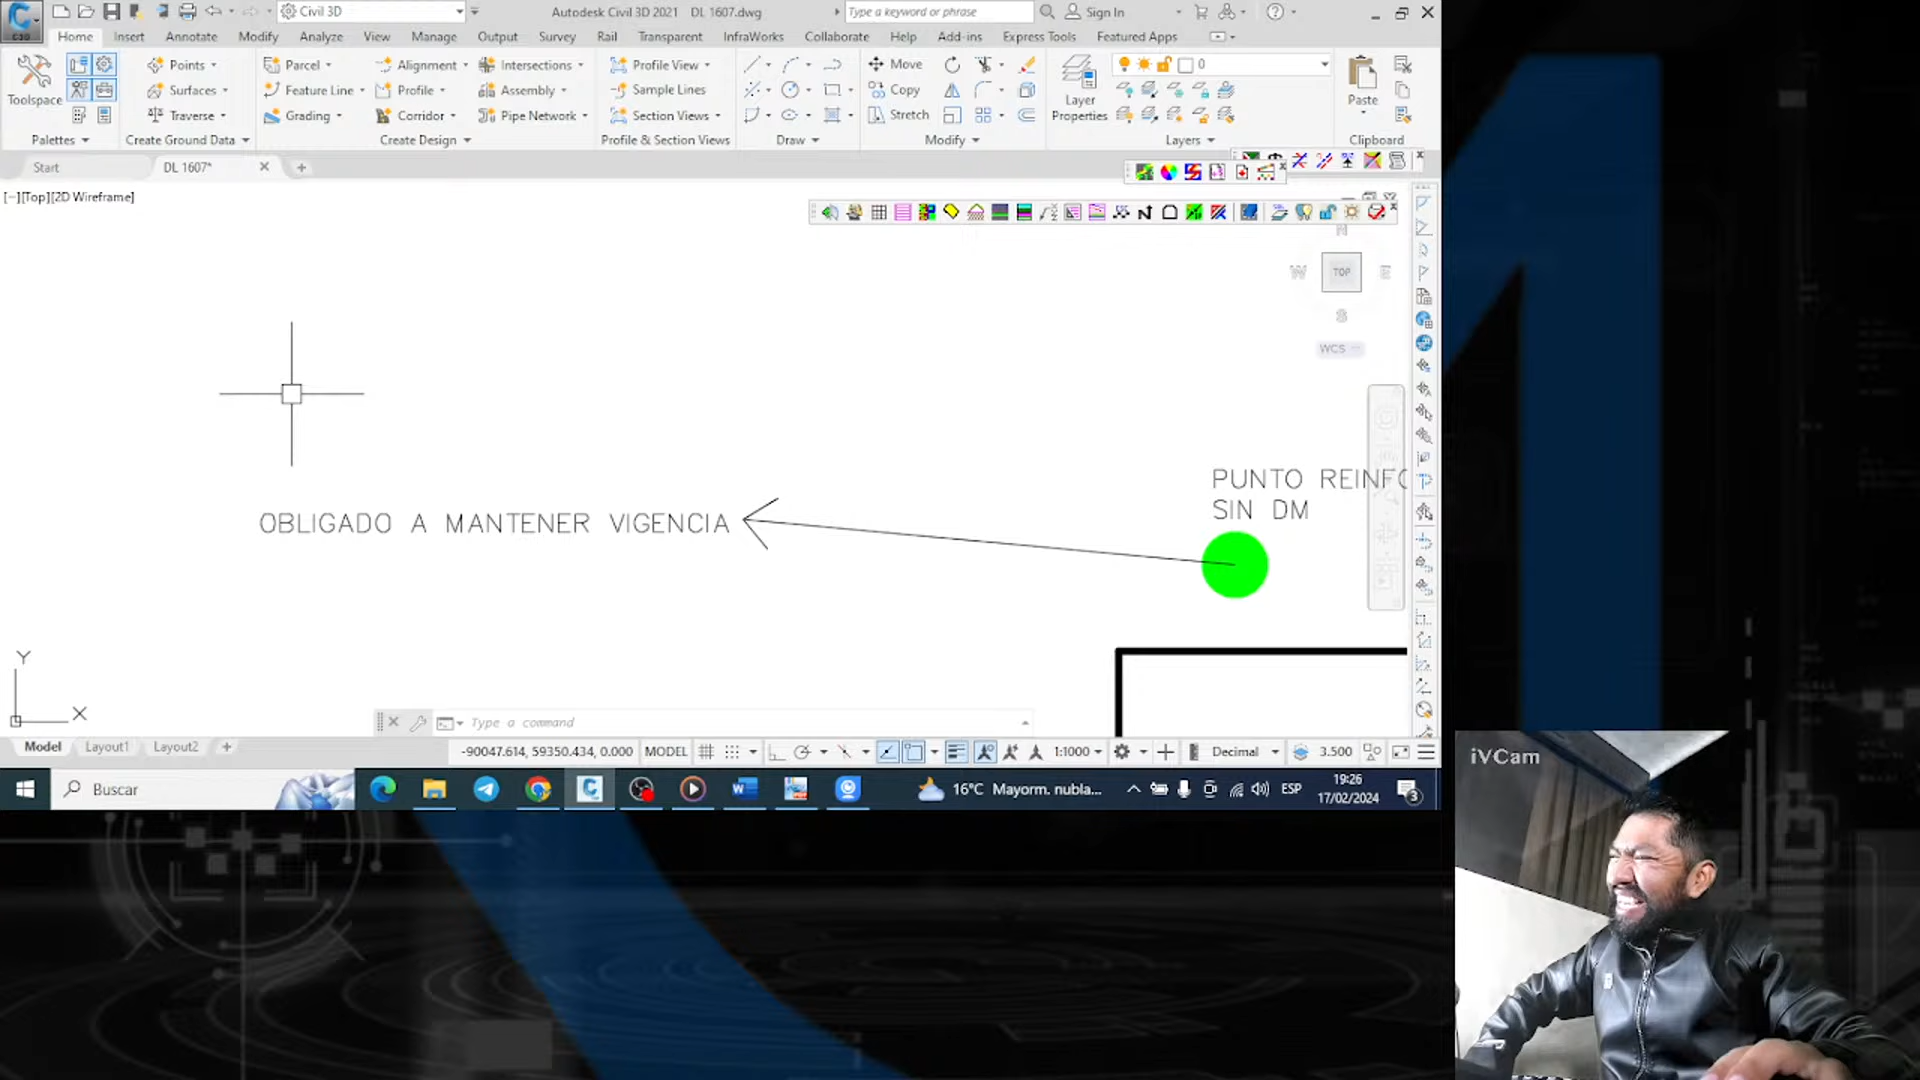 Civil 3D
Autodesk Civil 3D 2021 DL 1607.dwg
Type a keyword or phrase
Sign In
C3D
Home Insert Annotate Modify Analyze View Manage Output Survey Rail Transparent InfraWorks Collaborate Help Add-ins Express Tools Featured Apps
Toolspace
Palettes
Points
Surfaces
Traverse
Create Ground Data
Parcel
Feature Line
Grading
Alignment
Profile
Corridor
Intersections
Assembly
Pipe Network
Create Design
Profile View
Sample Lines
Section Views
Profile & Section Views
Draw
Move
Copy
Stretch
Modify
Layer
Properties
0
Layers
Paste
Clipboard
Start
DL 1607*
[−][Top][2D Wireframe]
N
W TOP E
S
WCS
PUNTO REINFO
SIN DM
OBLIGADO A MANTENER VIGENCIA
Y
X
Type a command
Model Layout1 Layout2
-90047.614, 59350.434, 0.000 MODEL
1:1000
Decimal
3.500
Buscar
16°C Mayorm. nubla...
ESP
19:26
17/02/2024
3
iVCam